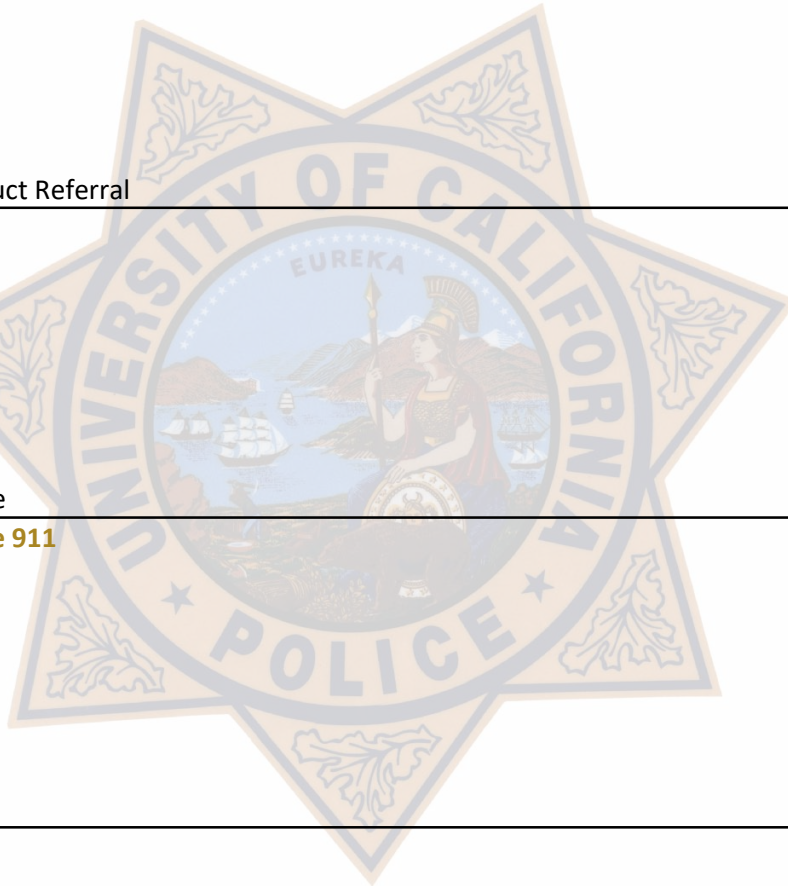 uct Referral
UNIVERSITY OF CALIFORNIA
EUREKA
e
e 911
POLICE